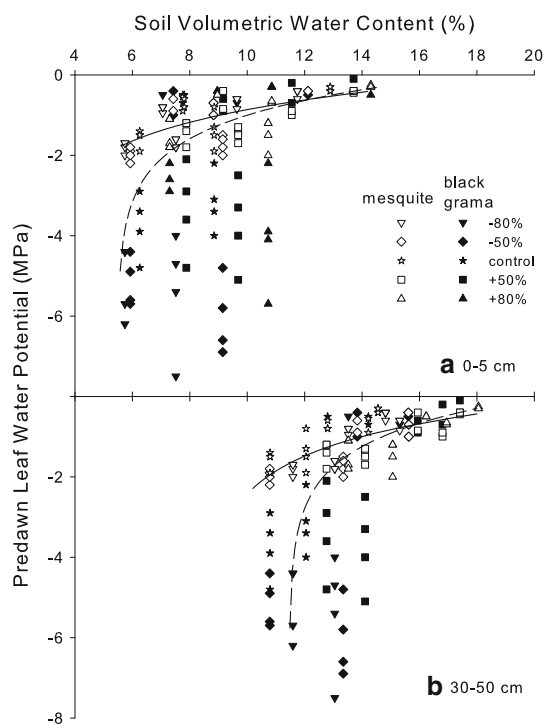 Soil Volumetric Water Content (%)
4 6 8 10 12 14 16 18 20
0
-2
-4
-6
mesquite
black
grama
-80%
-50%
control
+50%
+80%
a 0-5 cm
Predawn Leaf Water Potential (MPa)
-2
-4
-6
-8
b 30-50 cm